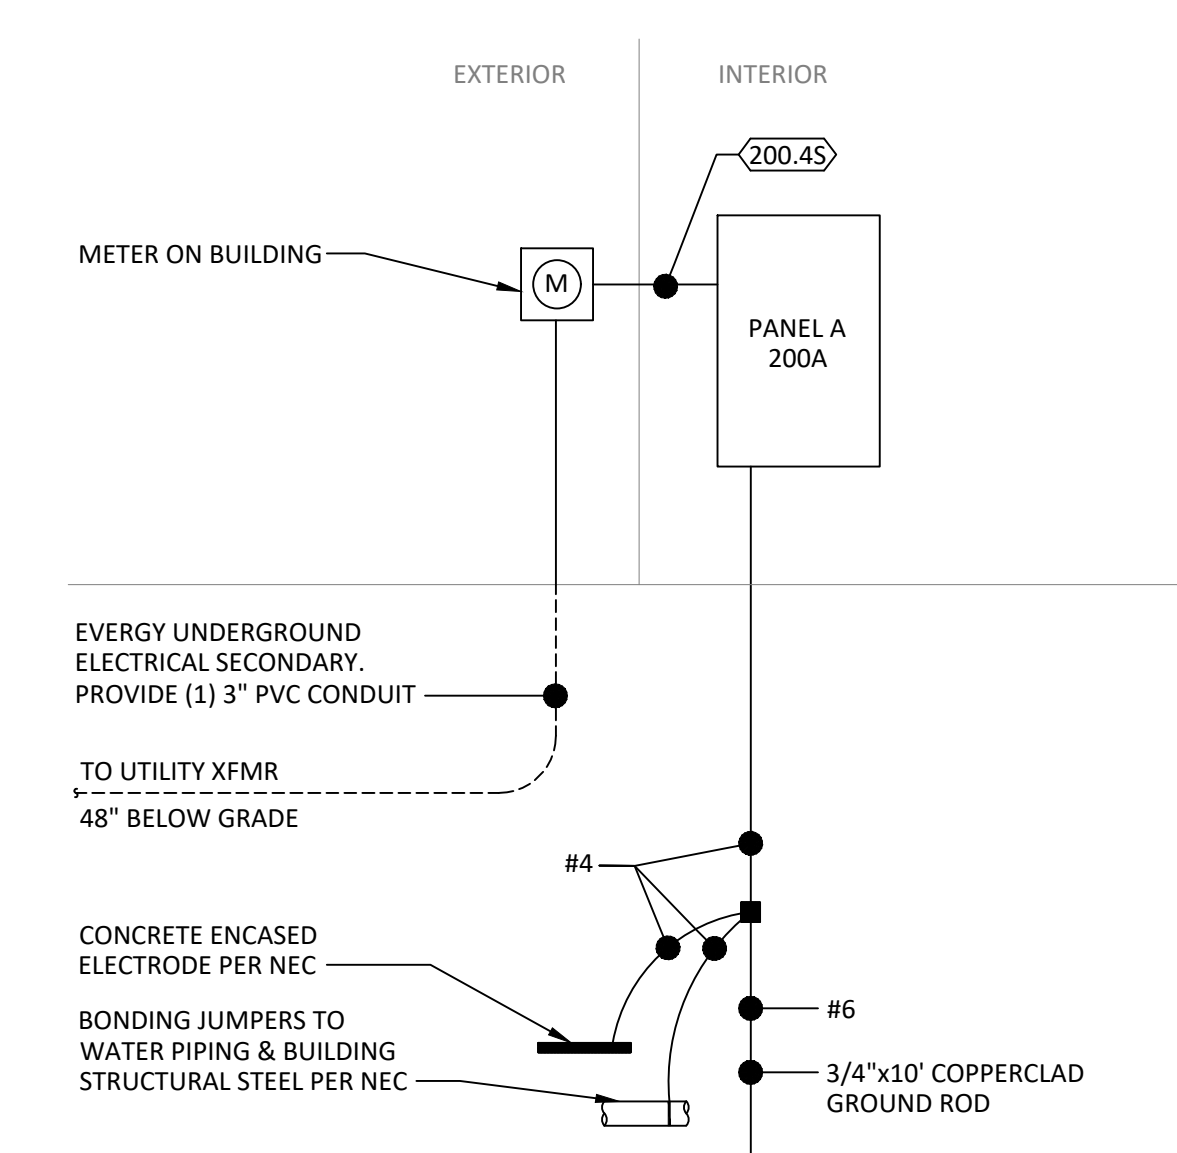 EXTERIOR
INTERIOR
200.4S
METER ON BUILDING
M
PANEL A
200A
EVERGY UNDERGROUND
ELECTRICAL SECONDARY.
PROVIDE (1) 3" PVC CONDUIT
TO UTILITY XFMR
48" BELOW GRADE
#4
CONCRETE ENCASED
ELECTRODE PER NEC
#6
BONDING JUMPERS TO
WATER PIPING & BUILDING
STRUCTURAL STEEL PER NEC
3/4"x10' COPPERCLAD
GROUND ROD